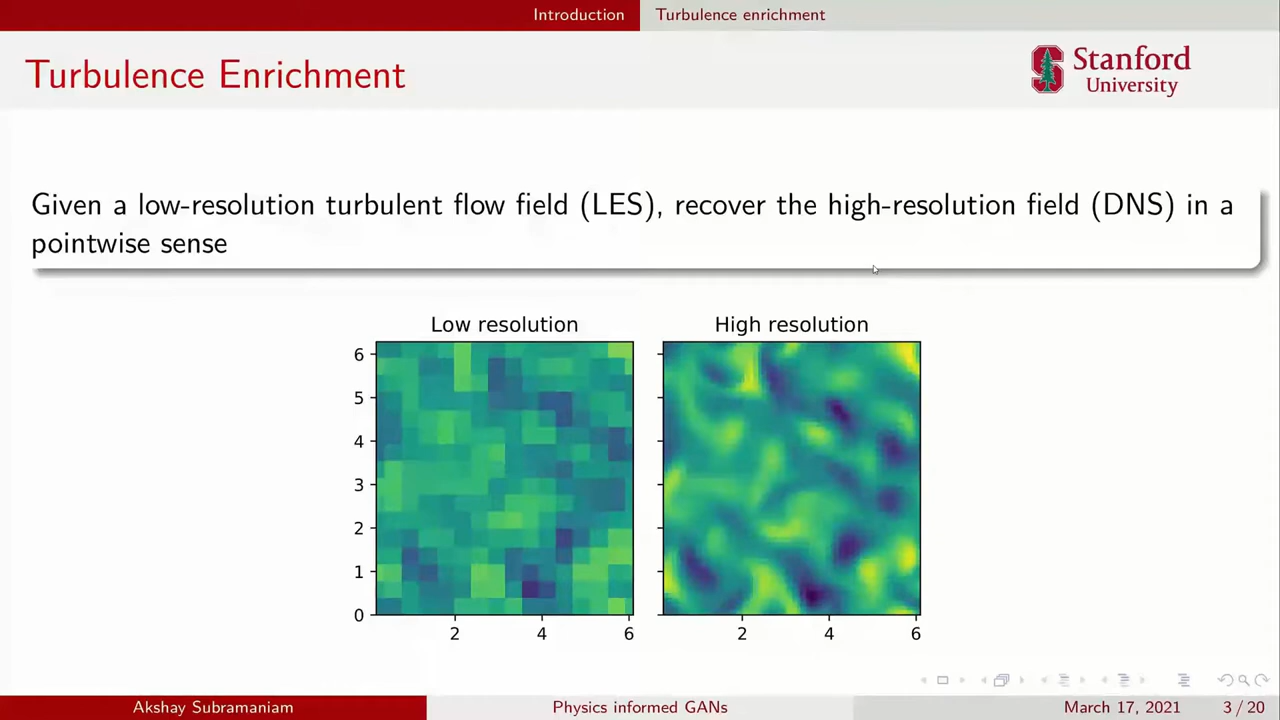 Introduction Turbulence enrichment
Turbulence Enrichment
Stanford
University
Given a low-resolution turbulent flow field (LES), recover the high-resolution field (DNS) in a
pointwise sense
Low resolution High resolution
6
5
4
3
2
1
0
2 4 6 2 4 6
Akshay Subramaniam Physics informed GANs March 17, 2021 3 / 20